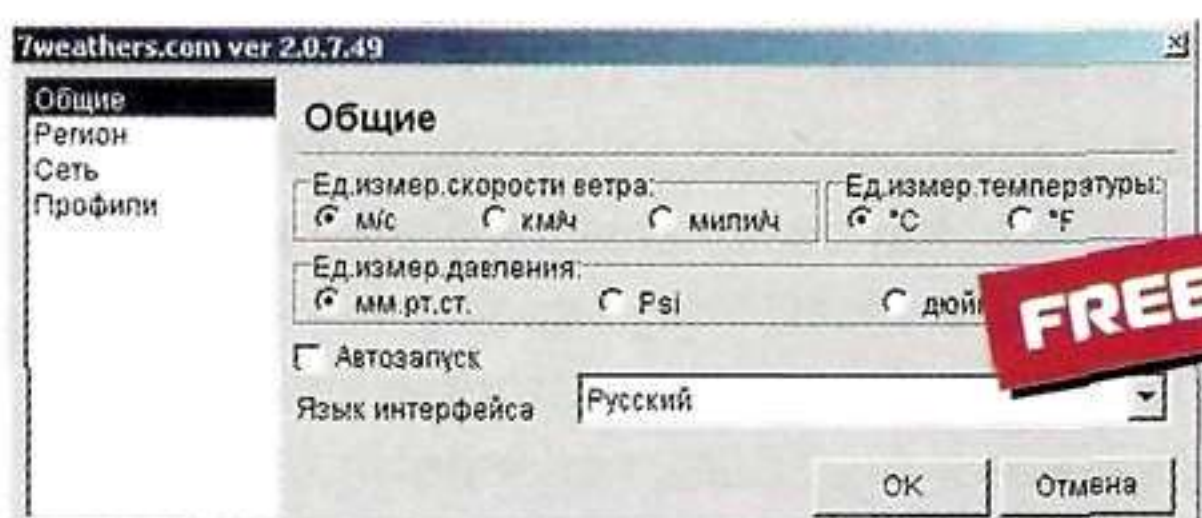 7weathers.com ver 2.0.7.49
Общие
Регион
Сеть
Профили
Общие
Ед.измер.скорости ветра:
м/с км/ч мили/ч
Ед.измер.температуры:
°C °F
Ед.измер.давления:
мм.рт.ст. Psi
FREE
Автозапуск
Язык интерфейса Русский
OK Отмена